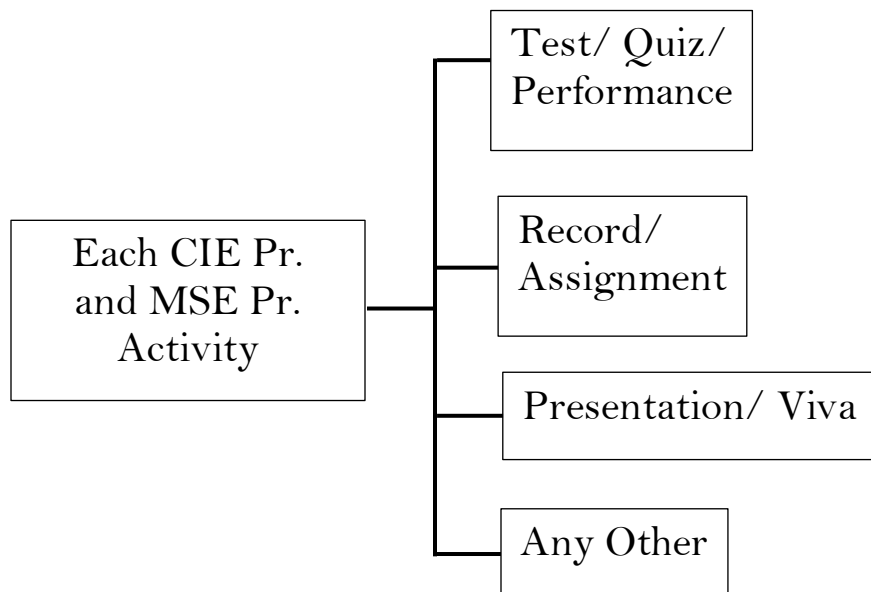 Test/ Quiz/
Performance
Each CIE Pr.
and MSE Pr.
Activity
Record/
Assignment
Presentation/ Viva
Any Other